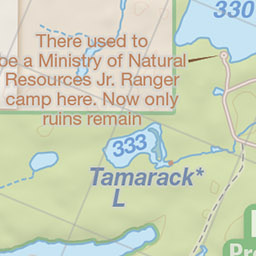 330
There used to
be a Ministry of Natural
Resources Jr. Ranger
camp here. Now only
ruins remain
333
Tamarack*
L